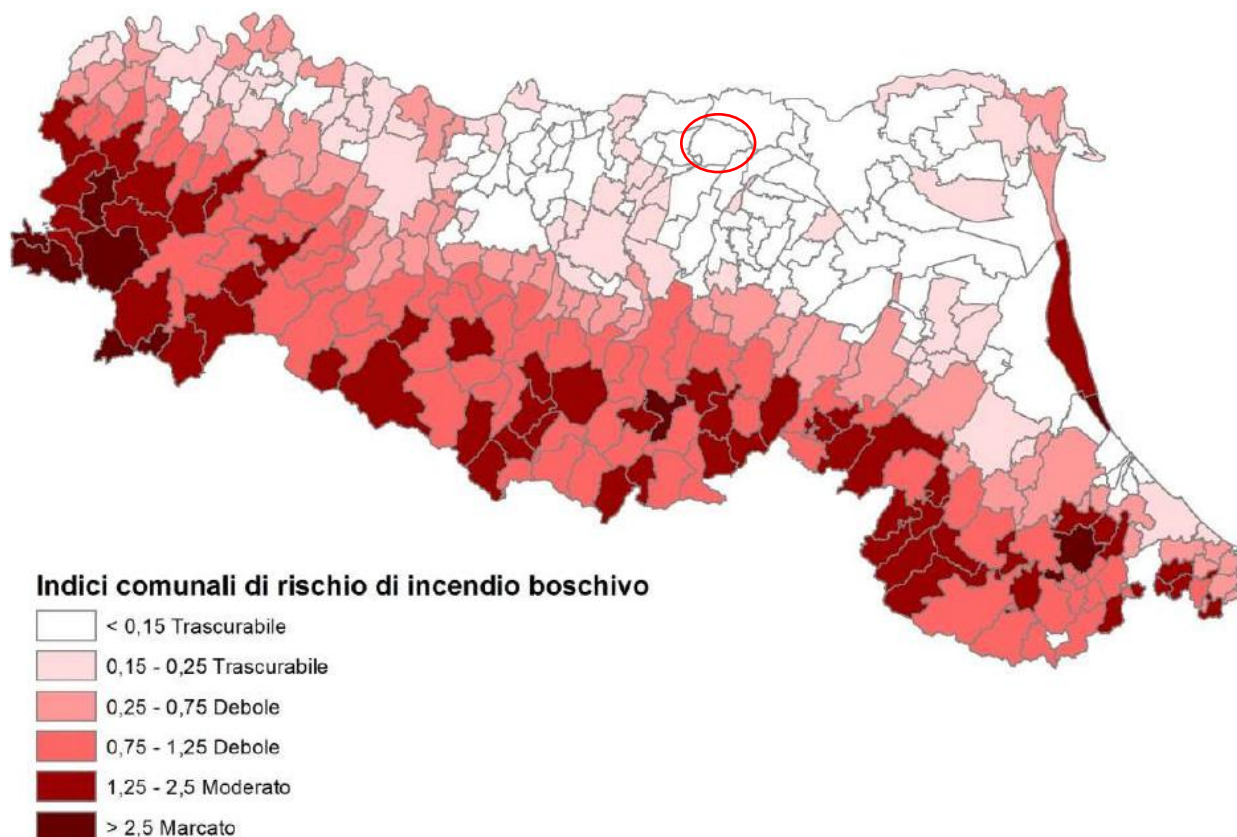 Indici comunali di rischio di incendio boschivo
< 0,15 Trascurabile
0,15 - 0,25 Trascurabile
0,25 - 0,75 Debole
0,75 - 1,25 Debole
1,25 - 2,5 Moderato
> 2,5 Marcato